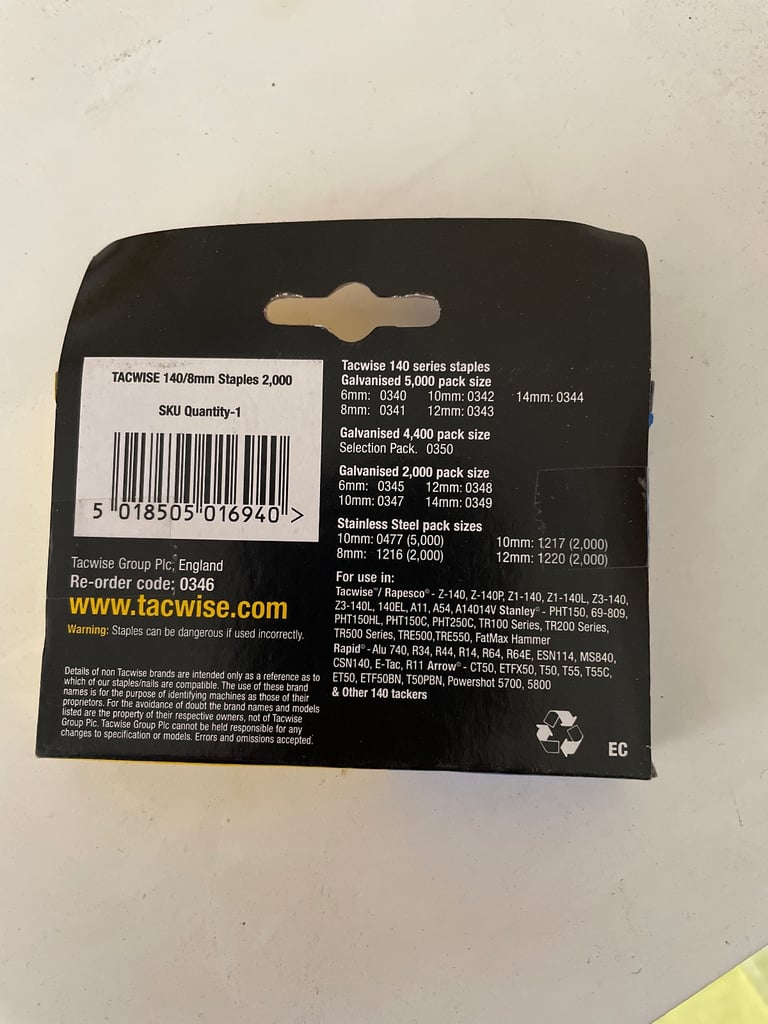 TACWISE 140/8mm Staples 2,000
SKU Quantity-1
5 018505 016940 >
Tacwise Group Plc, England
Re-order code: 0346
www.tacwise.com
Warning: Staples can be dangerous if used incorrectly.
Details of non Tacwise brands are intended only as a reference as to
which of our staples/nails are compatible. The use of these brand
names is for the purpose of identifying machines as those of their
proprietors. For the avoidance of doubt the brand names and models
listed are the property of their respective owners, not of Tacwise
Group Plc. Tacwise Group Plc cannot be held responsible for any
changes to specification or models. Errors and omissions accepted.
Tacwise 140 series staples
Galvanised 5,000 pack size
6mm: 0340 10mm: 0342 14mm: 0344
8mm: 0341 12mm: 0343
Galvanised 4,400 pack size
Selection Pack. 0350
Galvanised 2,000 pack size
6mm: 0345 12mm: 0348
10mm: 0347 14mm: 0349
Stainless Steel pack sizes
10mm: 0477 (5,000) 10mm: 1217 (2,000)
8mm: 1216 (2,000) 12mm: 1220 (2,000)
For use in:
Tacwise™/ Rapesco® - Z-140, Z-140P, Z1-140, Z1-140L, Z3-140,
Z3-140L, 140EL, A11, A54, A14014V Stanley® - PHT150, 69-809,
PHT150HL, PHT150C, PHT250C, TR100 Series, TR200 Series,
TR500 Series, TRE500,TRE550, FatMax Hammer
Rapid® -Alu 740, R34, R44, R14, R64, R64E, ESN114, MS840,
CSN140, E-Tac, R11 Arrow® - CT50, ETFX50, T50, T55, T55C,
ET50, ETF50BN, T50PBN, Powershot 5700, 5800
& Other 140 tackers
EC